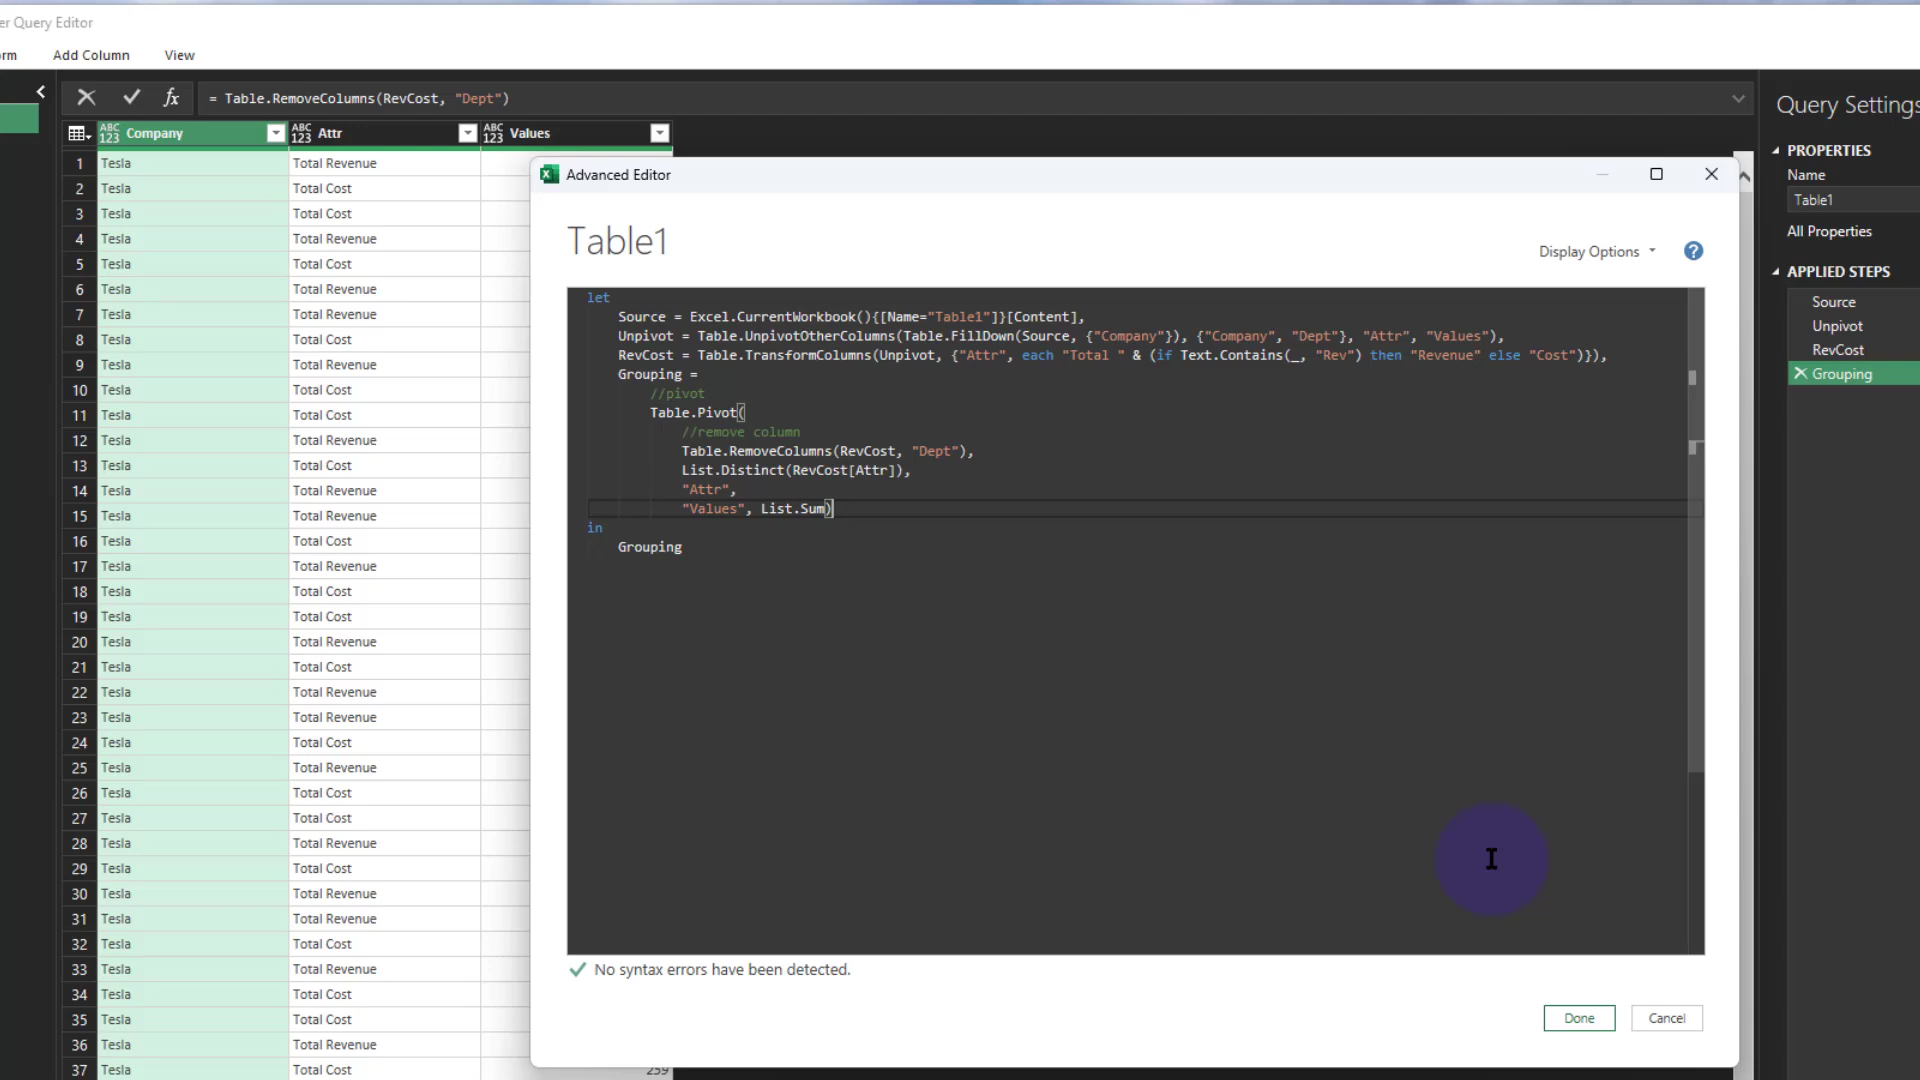 er Query Editor
rm Add Column View
= Table.RemoveColumns(RevCost, "Dept")
ABC 123 Company ABC 123 Attr ABC 123 Values
1 Tesla Total Revenue
2 Tesla Total Cost
3 Tesla Total Cost
4 Tesla Total Revenue
5 Tesla Total Cost
6 Tesla Total Revenue
7 Tesla Total Revenue
8 Tesla Total Cost
9 Tesla Total Revenue
10 Tesla Total Cost
11 Tesla Total Cost
12 Tesla Total Revenue
13 Tesla Total Cost
14 Tesla Total Revenue
15 Tesla Total Revenue
16 Tesla Total Cost
17 Tesla Total Revenue
18 Tesla Total Cost
19 Tesla Total Cost
20 Tesla Total Revenue
21 Tesla Total Cost
22 Tesla Total Revenue
23 Tesla Total Revenue
24 Tesla Total Cost
25 Tesla Total Revenue
26 Tesla Total Cost
27 Tesla Total Cost
28 Tesla Total Revenue
29 Tesla Total Cost
30 Tesla Total Revenue
31 Tesla Total Revenue
32 Tesla Total Cost
33 Tesla Total Revenue
34 Tesla Total Cost
35 Tesla Total Cost
36 Tesla Total Revenue
37 Tesla Total Cost 259
Advanced Editor
Table1
Display Options
?
let
Source = Excel.CurrentWorkbook(){[Name="Table1"]}[Content],
Unpivot = Table.UnpivotOtherColumns(Table.FillDown(Source, {"Company"}), {"Company", "Dept"}, "Attr", "Values"),
RevCost = Table.TransformColumns(Unpivot, {"Attr", each "Total " & (if Text.Contains(_, "Rev") then "Revenue" else "Cost")}),
Grouping =
//pivot
Table.Pivot(
//remove column
Table.RemoveColumns(RevCost, "Dept"),
List.Distinct(RevCost[Attr]),
"Attr",
"Values", List.Sum)
in
Grouping
No syntax errors have been detected.
Done Cancel
Query Settings
PROPERTIES
Name
Table1
All Properties
APPLIED STEPS
Source
Unpivot
RevCost
Grouping